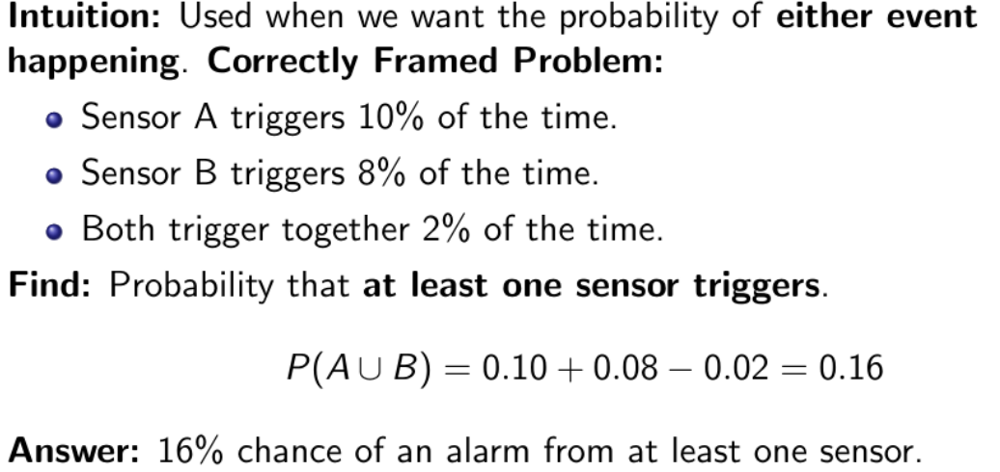 Intuition: Used when we want the probability of either event
happening. Correctly Framed Problem:
Sensor A triggers 10% of the time.
Sensor B triggers 8% of the time.
Both trigger together 2% of the time.
Find: Probability that at least one sensor triggers.
P(A ∪ B) = 0.10 + 0.08 − 0.02 = 0.16
Answer: 16% chance of an alarm from at least one sensor.